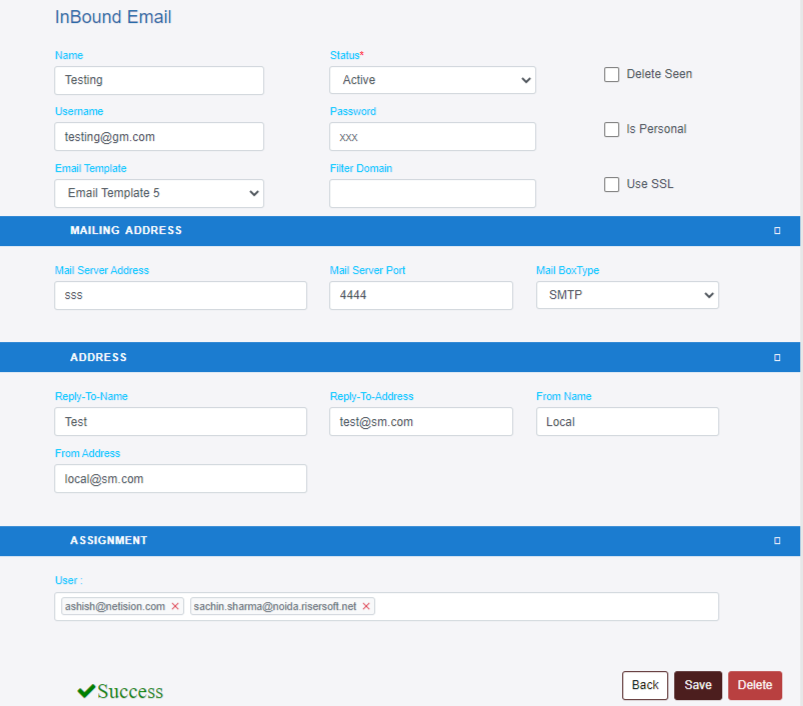 InBound Email
Name Status*
Testing Active Delete Seen
Username Password
testing@gm.com xxx Is Personal
Email Template Filter Domain
Email Template 5 Use SSL
MAILING ADDRESS
Mail Server Address Mail Server Port Mail BoxType
sss 4444 SMTP
ADDRESS
Reply-To-Name Reply-To-Address From Name
Test test@sm.com Local
From Address
local@sm.com
ASSIGNMENT
User :
ashish@netision.com × sachin.sharma@noida.risersoft.net ×
Success Back Save Delete